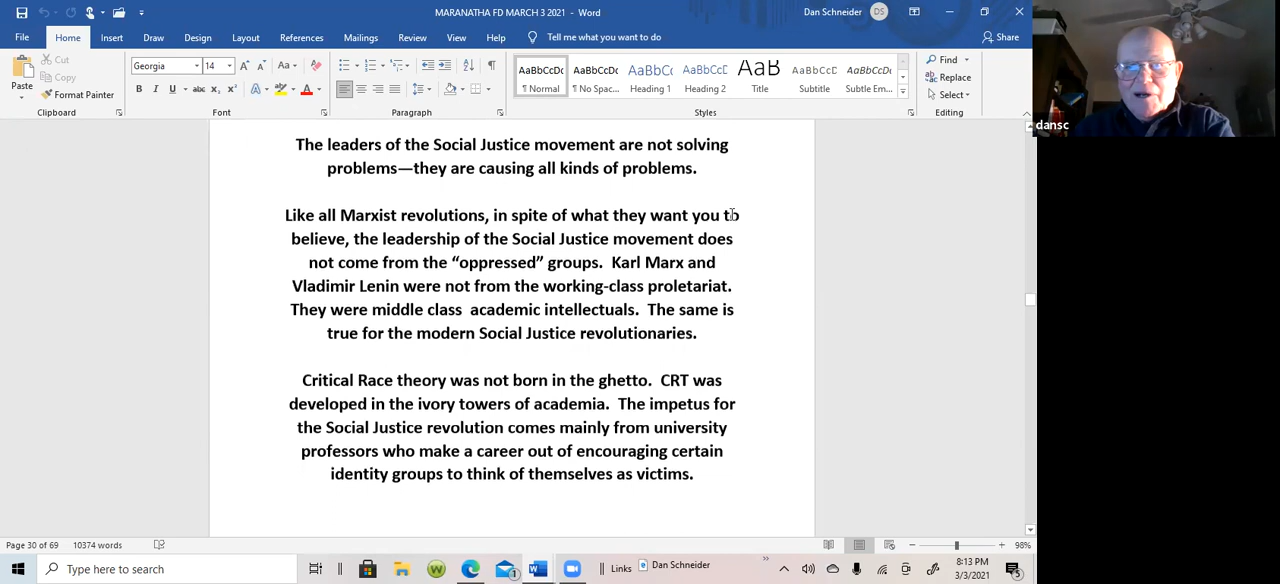 MARANATHA FD MARCH 3 2021 - Word
Dan Schneider
DS
File
Home
Insert
Draw
Design
Layout
References
Mailings
Review
View
Help
Tell me what you want to do
Share
Paste
Cut
Copy
Format Painter
Clipboard
Georgia
14
Font
Paragraph
AaBbCcDc
¶ Normal
AaBbCcDc
¶ No Spac...
AaBbCc
Heading 1
AaBbCcD
Heading 2
AaB
Title
AaBbCcD
Subtitle
AaBbCcDc
Subtle Em...
Styles
Find
Replace
Select
Editing
dansc
The leaders of the Social Justice movement are not solving
problems—they are causing all kinds of problems.
Like all Marxist revolutions, in spite of what they want you to
believe, the leadership of the Social Justice movement does
not come from the “oppressed” groups.  Karl Marx and
Vladimir Lenin were not from the working-class proletariat.
They were middle class  academic intellectuals.  The same is
true for the modern Social Justice revolutionaries.
Critical Race theory was not born in the ghetto.  CRT was
developed in the ivory towers of academia.  The impetus for
the Social Justice revolution comes mainly from university
professors who make a career out of encouraging certain
identity groups to think of themselves as victims.
Page 30 of 69
10374 words
98%
Type here to search
Links
Dan Schneider
8:13 PM
3/3/2021